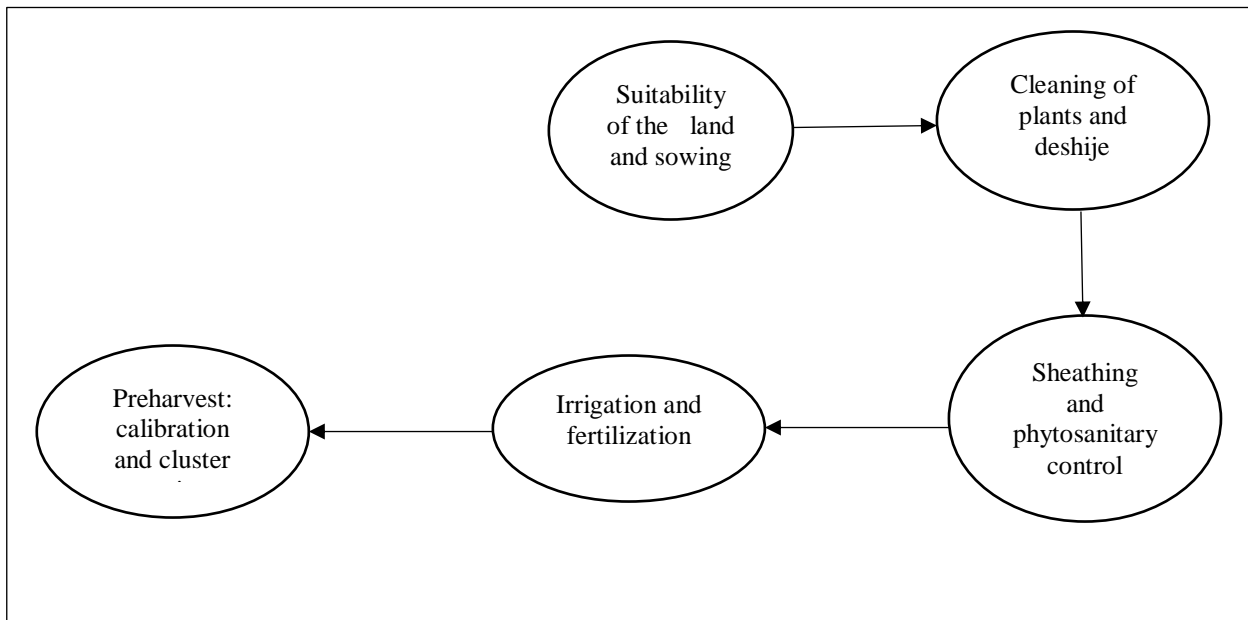 Suitability
of the land
and sowing
Cleaning of
plants and
deshije
Sheathing
and
phytosanitary
control
Irrigation and
fertilization
Preharvest:
calibration
and cluster